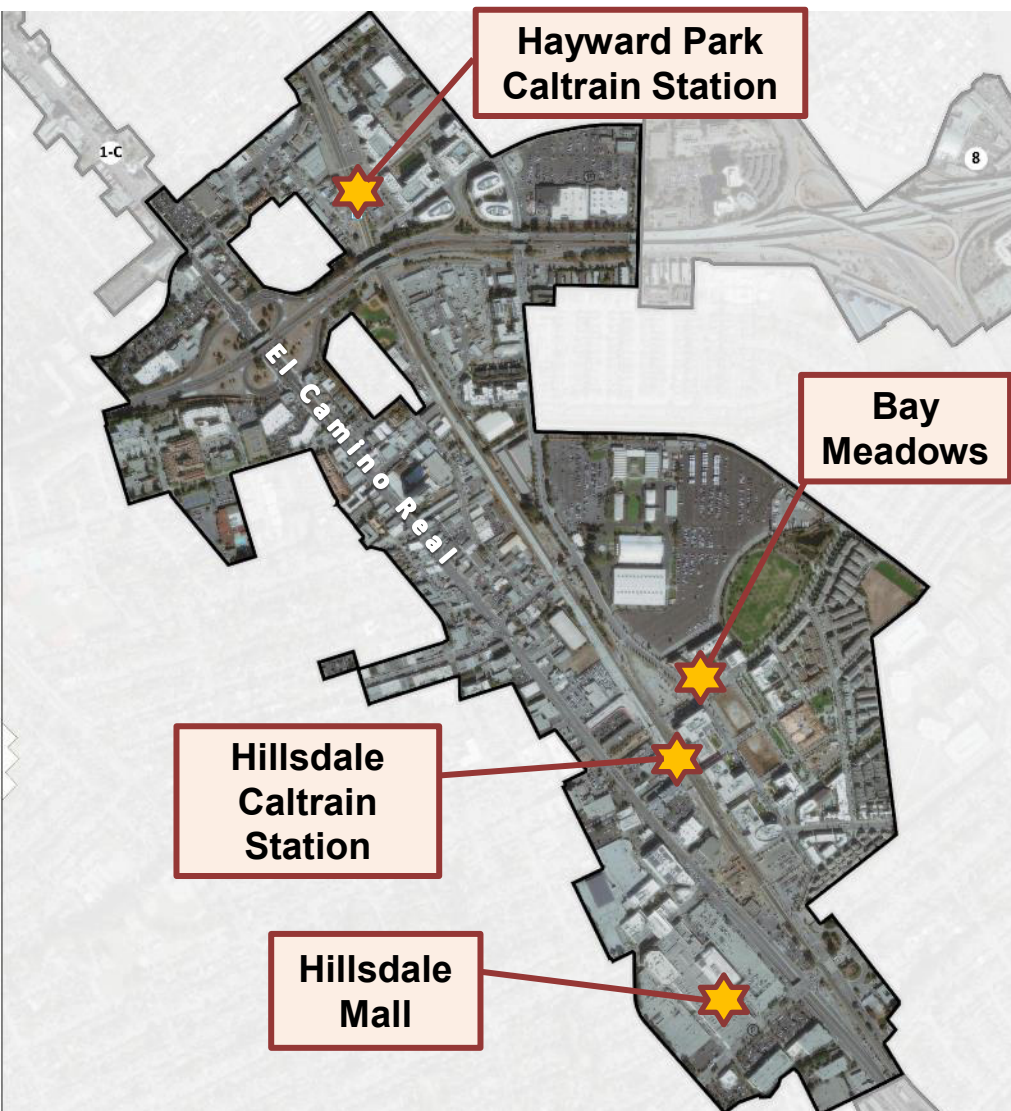 Hayward Park
Caltrain Station
1-C
8
El Camino Real
Bay
Meadows
Hillsdale
Caltrain
Station
Hillsdale
Mall